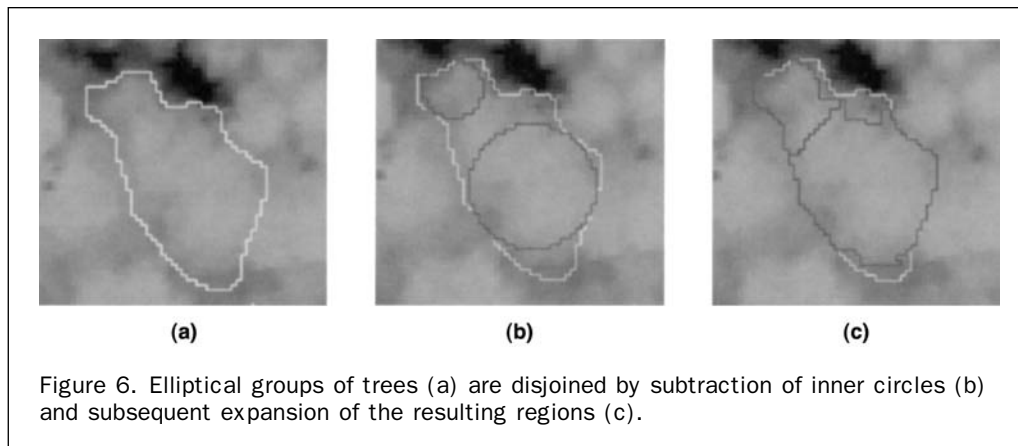 (a)
(b)
(c)
Figure 6. Elliptical groups of trees (a) are disjoined by subtraction of inner circles (b)
and subsequent expansion of the resulting regions (c).